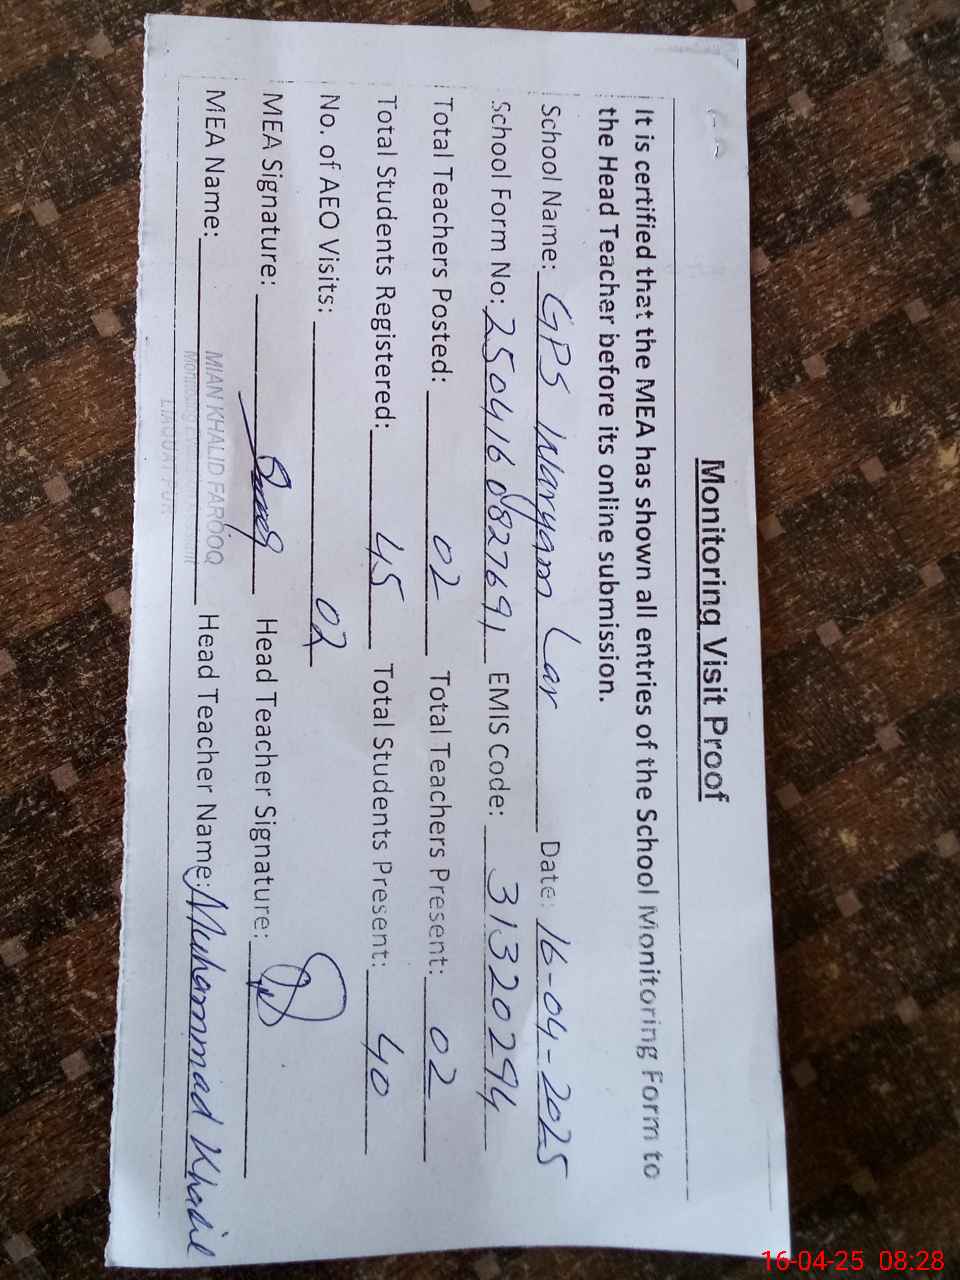 Monitoring Visit Proof
It is certified that the MEA has shown all entries of the School Monitoring Form to
the Head Teacher before its online submission.
School Name: GPS Waryam Lar Date: 16-04-2025
School Form No: 250416082769 EMIS Code: 31320294
Total Teachers Posted: 02 Total Teachers Present: 02
Total Students Registered: 45 Total Students Present: 40
No. of AEO Visits: 02
MEA Signature: Head Teacher Signature:
MEA Name: MIAN KHALID FAROOQ Head Teacher Name: Muhammad Khalil
LIAQUAT PUR
16-04-25 08:28